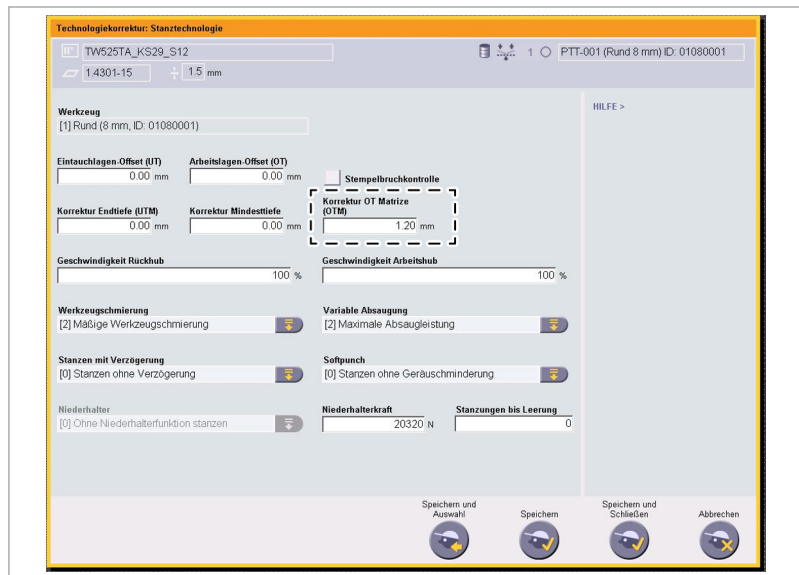 Technologiekorrektur: Stanztechnologie
TW525TA_KS29_S12
1 PTT-001 (Rund 8 mm) ID: 01080001
1.4301-15 1.5 mm
HILFE >
Werkzeug
[1] Rund (8 mm, ID: 01080001)
Eintauchlagen-Offset (UT) Arbeitslagen-Offset (OT)
0.00 mm 0.00 mm Stempelbruchkontrolle
Korrektur Endtiefe (UTM) Korrektur Mindesttiefe Korrektur OT Matrize
(OTM)
0.00 mm 0.00 mm 1.20 mm
Geschwindigkeit Rückhub Geschwindigkeit Arbeitshub
100 % 100 %
Werkzeugschmierung Variable Absaugung
[2] Mäßige Werkzeugschmierung [2] Maximale Absaugleistung
Stanzen mit Verzögerung Softpunch
[0] Stanzen ohne Verzögerung [0] Stanzen ohne Geräuschminderung
Niederhalter Niederhalterkraft Stanzungen bis Leerung
[0] Ohne Niederhalterfunktion stanzen 20320 N 0
Speichern und
Auswahl
Speichern
Speichern und
Schließen
Abbrechen